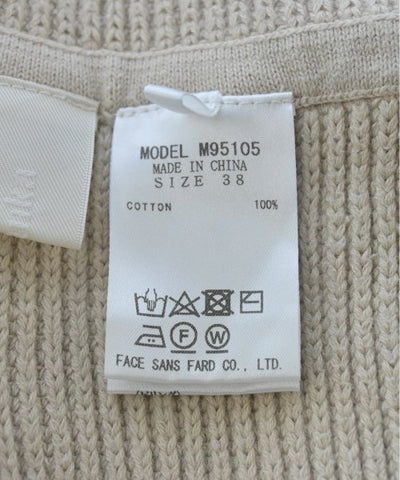 MODEL M95105
MADE IN CHINA
SIZE 38
COTTON 100%
F W
FACE SANS FARD CO., LTD.